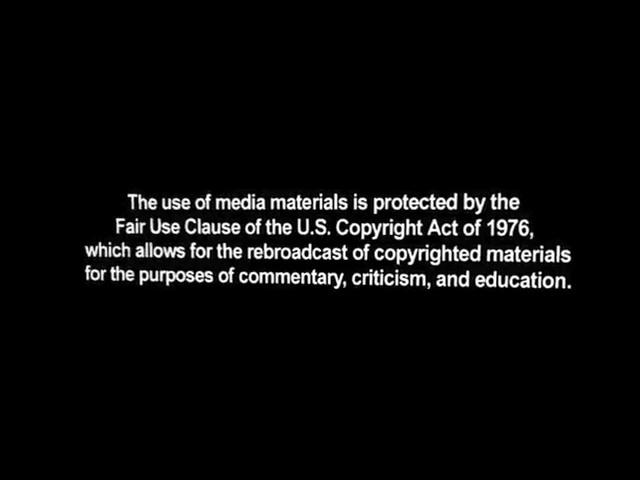 The use of media materials is protected by the
Fair Use Clause of the U.S. Copyright Act of 1976,
which allows for the rebroadcast of copyrighted materials
for the purposes of commentary, criticism, and education.